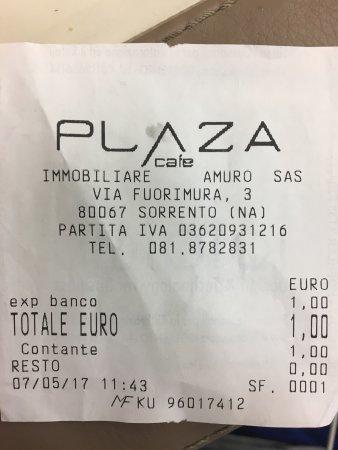 PLAZA
cafe
IMMOBILIARE AMURO SAS
VIA FUORIMURA, 3
80067 SORRENTO (NA)
PARTITA IVA 03620931216
TEL. 081.8782831
EURO
exp banco 1,00
TOTALE EURO 1,00
Contante 1,00
RESTO 0,00
07/05/17 11:43 SF. 0001
MF KU 96017412